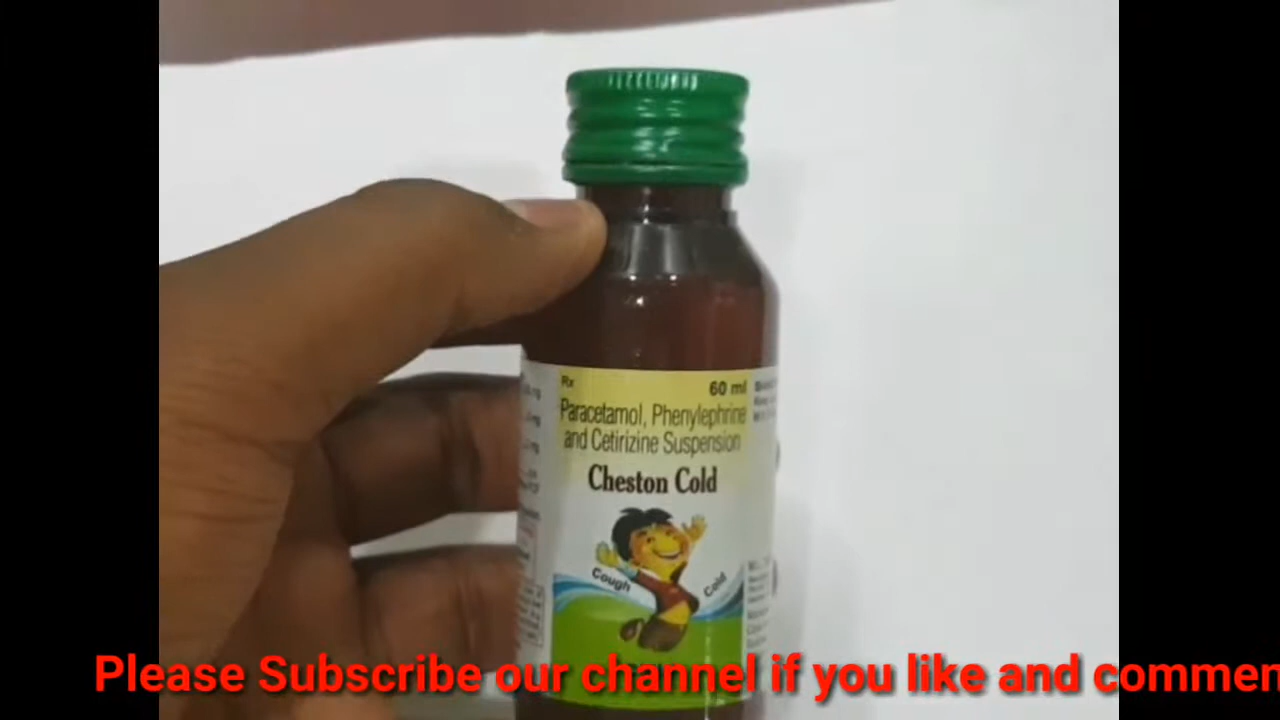 Rx
60 ml
Paracetamol, Phenylephrine
and Cetirizine Suspension
Cheston Cold
Cough
Cold
Please Subscribe our channel if you like and commen